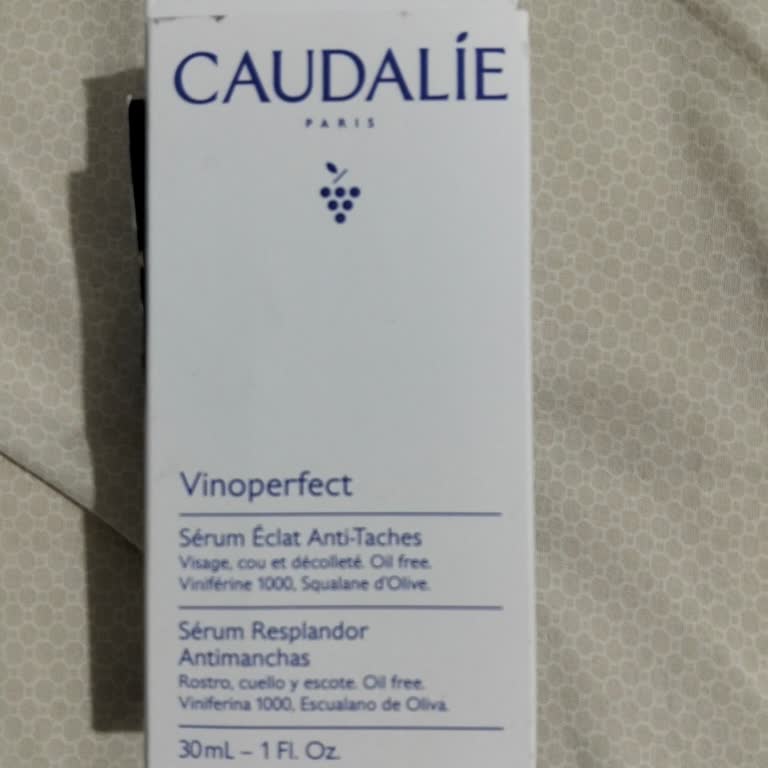 CAUDALÍE
PARIS
Vinoperfect
Sérum Éclat Anti-Taches
Visage, cou et décolleté. Oil free.
Viniférine 1000, Squalane d'Olive.
Sérum Resplandor
Antimanchas
Rostro, cuello y escote. Oil free.
Viniferina 1000, Escualano de Oliva.
30mL – 1 Fl. Oz.